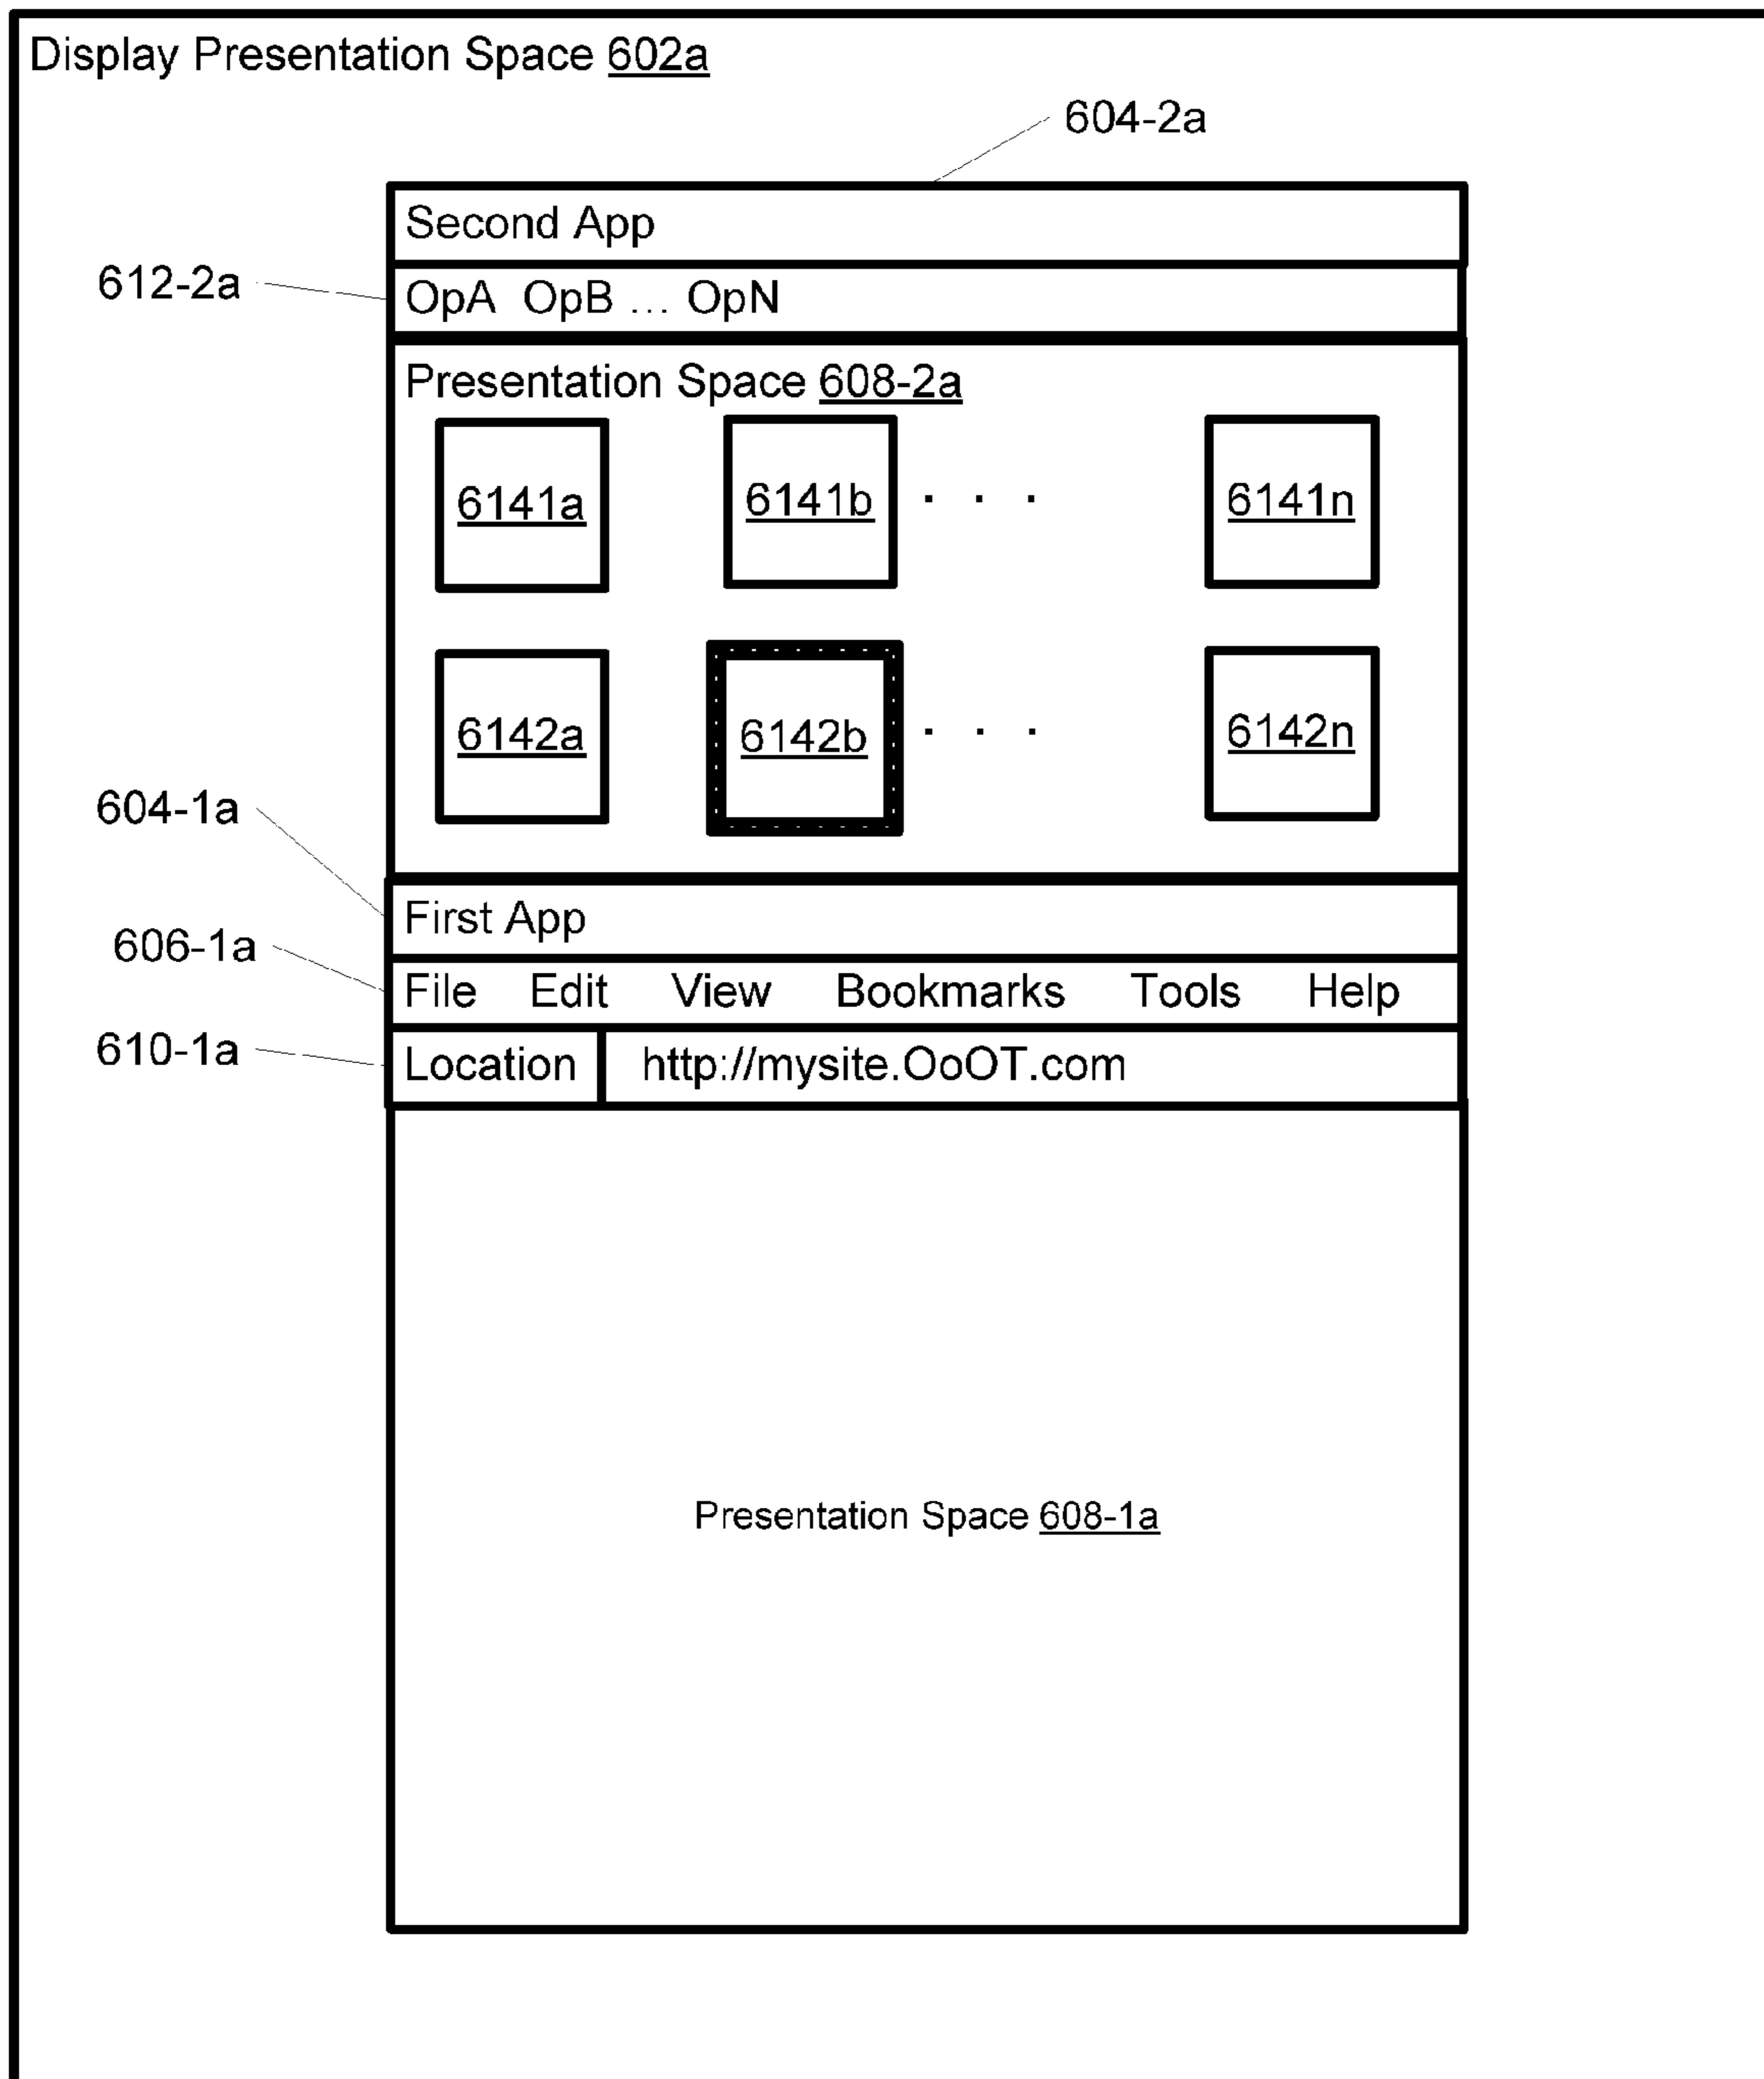 Display Presentation Space 602a
604-2a
Second App
612-2a
OpA OpB ... OpN
Presentation Space 608-2a
6141a 6141b . . . 6141n
6142a 6142b . . . 6142n
604-1a
First App
606-1a
File Edit View Bookmarks Tools Help
610-1a
Location http://mysite.OoOT.com
Presentation Space 608-1a